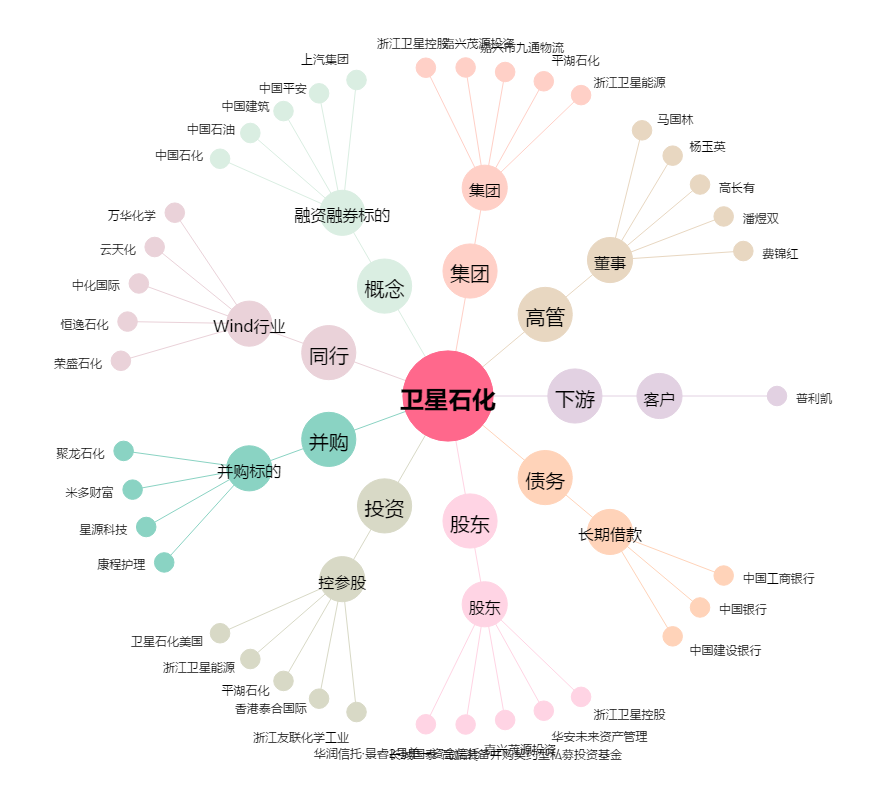 浙江卫星控股
嘉兴茂源投资
嘉兴市九通物流
平湖石化
浙江卫星能源
集团
集团
上汽集团
中国平安
中国建筑
中国石油
中国石化
融资融券标的
概念
马国林
杨玉英
高长有
潘煜双
费锦红
董事
高管
万华化学
云天化
中化国际
恒逸石化
荣盛石化
Wind行业
同行
卫星石化
下游
客户
普利凯
聚龙石化
米多财富
星源科技
康程护理
并购标的
并购
债务
长期借款
中国工商银行
中国银行
中国建设银行
投资
控参股
卫星石化美国
浙江卫星能源
平湖石化
香港泰合国际
浙江友联化学工业
股东
股东
浙江卫星控股
华安未来资产管理
嘉兴茂源投资